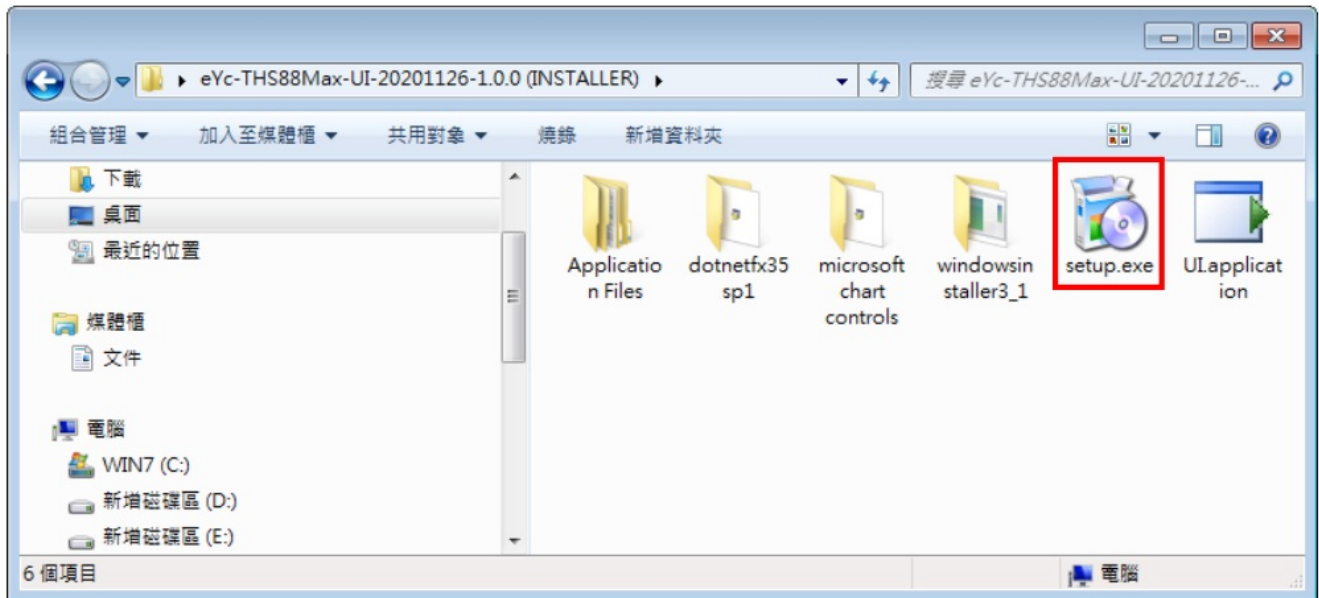 eYc-THS88Max-UI-20201126-1.0.0 (INSTALLER)
搜尋 eYc-THS88Max-UI-20201126-...
組合管理 加入至媒體櫃 共用對象 燒錄 新增資料夾
下載
桌面
最近的位置
媒體櫃
文件
電腦
WIN7 (C:)
新增磁碟區 (D:)
新增磁碟區 (E:)
Applicatio
n Files
dotnetfx35
sp1
microsoft
chart
controls
windowsin
staller3_1
setup.exe
UI.applicat
ion
6 個項目
電腦